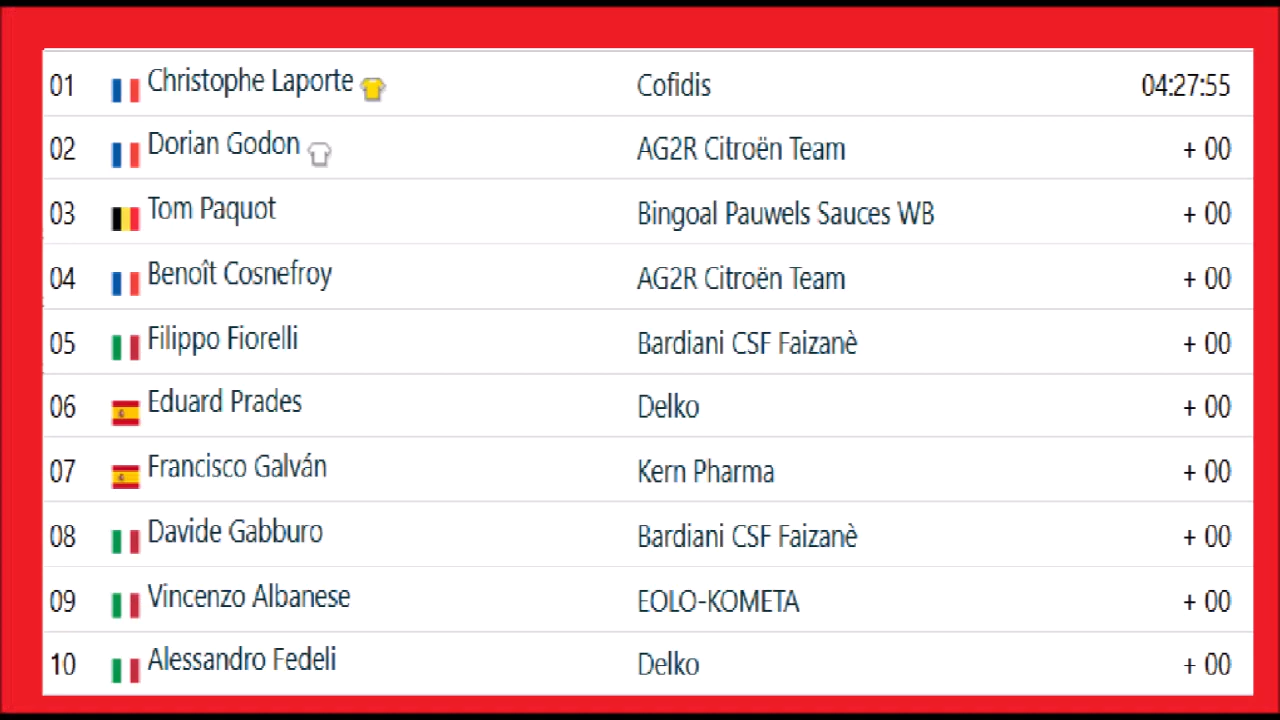 01 Christophe Laporte Cofidis 04:27:55
02 Dorian Godon AG2R Citroën Team + 00
03 Tom Paquot Bingoal Pauwels Sauces WB + 00
04 Benoît Cosnefroy AG2R Citroën Team + 00
05 Filippo Fiorelli Bardiani CSF Faizanè + 00
06 Eduard Prades Delko + 00
07 Francisco Galván Kern Pharma + 00
08 Davide Gabburo Bardiani CSF Faizanè + 00
09 Vincenzo Albanese EOLO-KOMETA + 00
10 Alessandro Fedeli Delko + 00